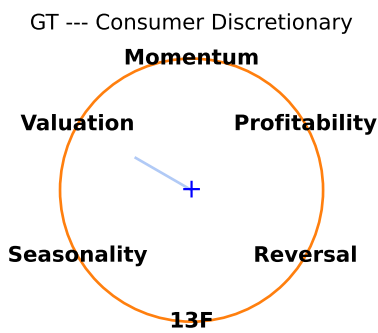 GT --- Consumer Discretionary
Momentum
Valuation
Profitability
Seasonality
Reversal
13F